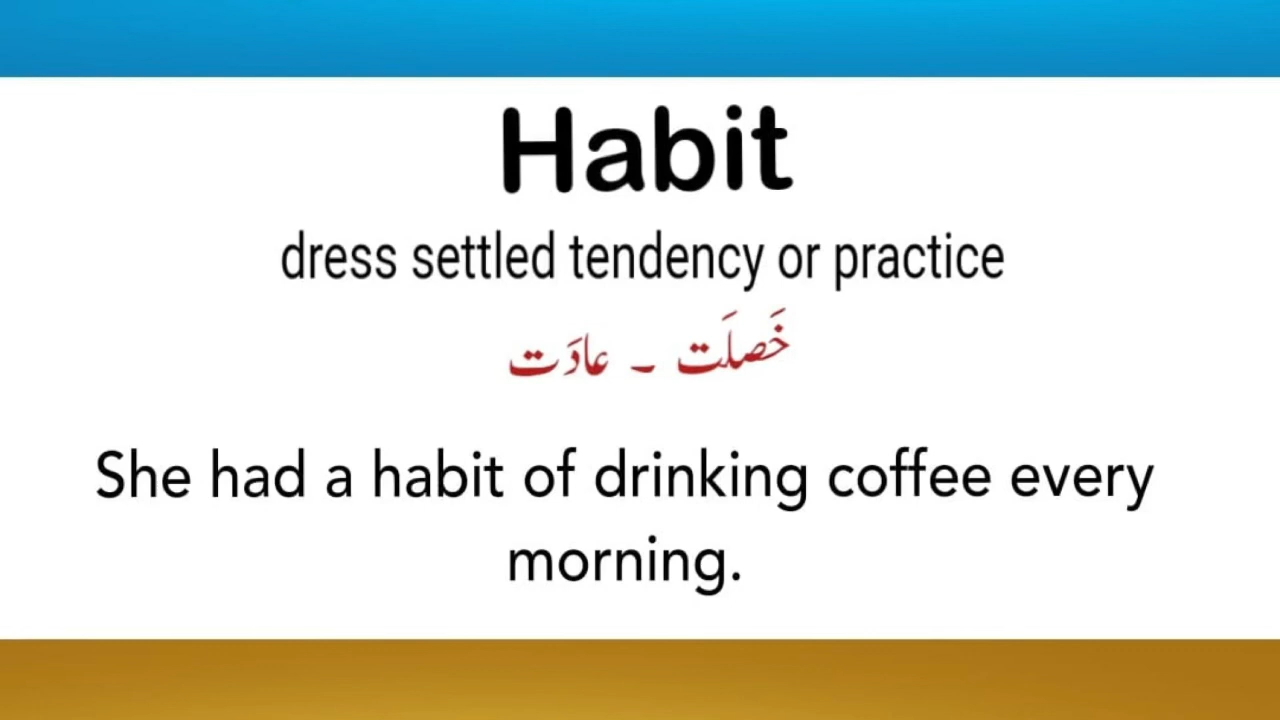 Habit
dress settled tendency or practice
خَصلَت ۔ عادَت
She had a habit of drinking coffee every
morning.